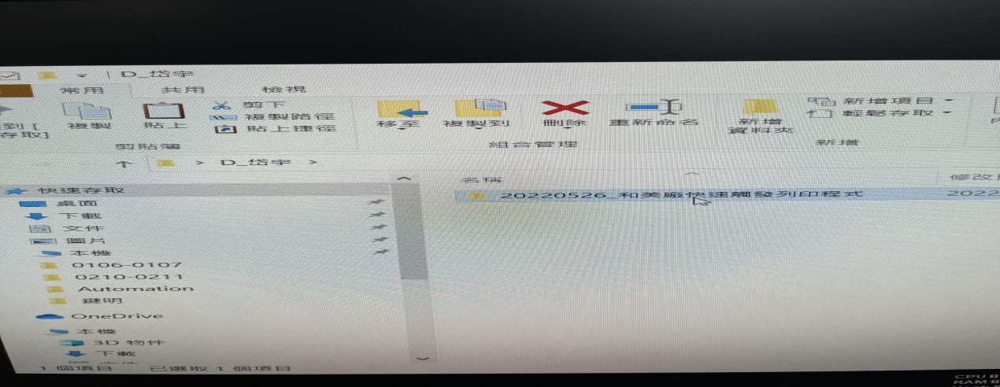 D_岱宇
常用 共用 檢視
複製 貼上 剪下
複製路徑
貼上捷徑
到 [
存取]
剪貼簿
移至 複製到 刪除 重新命名
組合管理
新增
資料夾
新增項目
輕鬆存取
新增
> D_岱宇 >
快速存取
桌面
下載
文件
圖片
本機
0106-0107
0210-0211
Automation
鍵明
OneDrive
本機
3D 物件
下載
名稱 修改日
20220526_和美廠快速觸發列印程式 2022
1 個項目 已選取 1 個項目
CPU 8
RAM 8